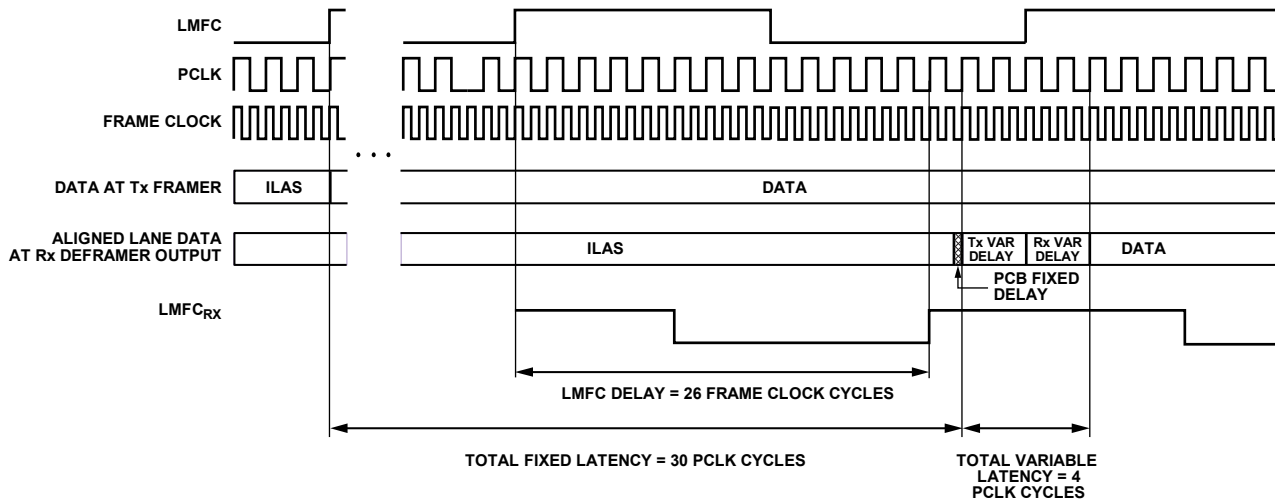 LMFC
PCLK
FRAME CLOCK
. . .
DATA AT Tx FRAMER
ILAS
DATA
ALIGNED LANE DATA
AT Rx DEFRAMER OUTPUT
ILAS
Tx VAR
DELAY
Rx VAR
DELAY
DATA
PCB FIXED
DELAY
LMFCRX
LMFC DELAY = 26 FRAME CLOCK CYCLES
TOTAL FIXED LATENCY = 30 PCLK CYCLES
TOTAL VARIABLE
LATENCY = 4
PCLK CYCLES